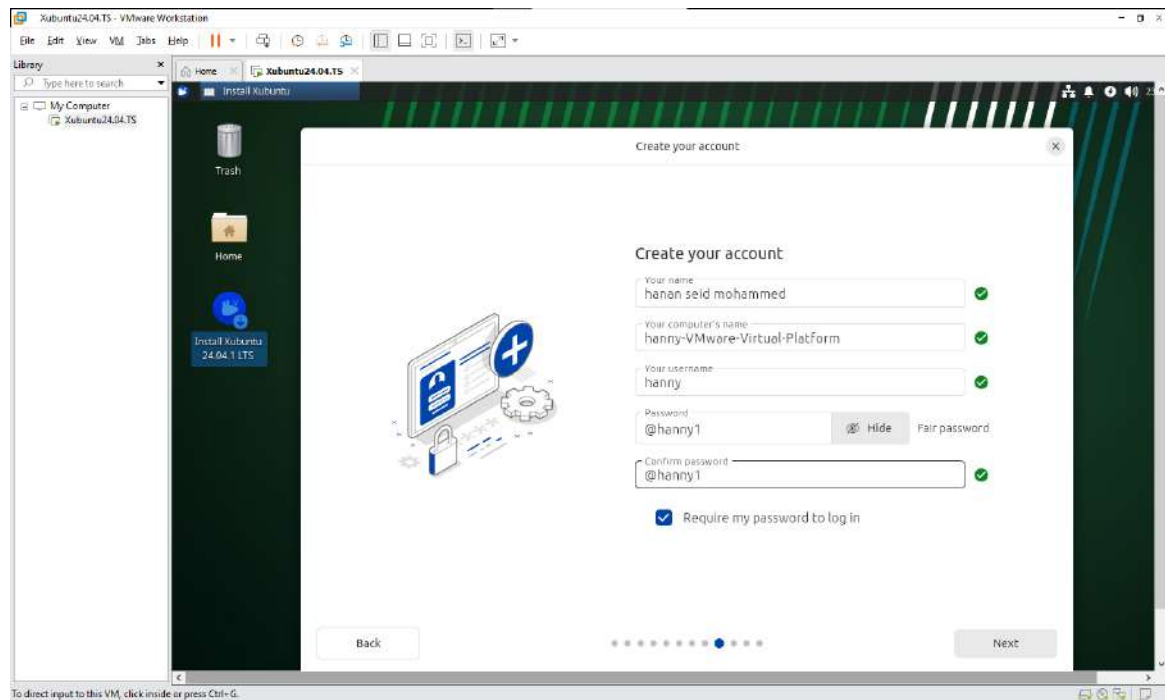 Xubuntu24.04.TS - VMware Workstation
File Edit View VM Tabs Help
Library
Type here to search
My Computer
Xubuntu24.04.TS
Home
Xubuntu24.04.TS
Install Xubuntu
Trash
Home
Install Xubuntu
24.04.1 LTS
Create your account
Create your account
Your name
hanan seid mohammed
Your computer's name
hanny-VMware-Virtual-Platform
Your username
hanny
Password
@hanny1
Hide
Fair password
Confirm password
@hanny1
Require my password to log in
Back
Next
To direct input to this VM, click inside or press Ctrl+G.